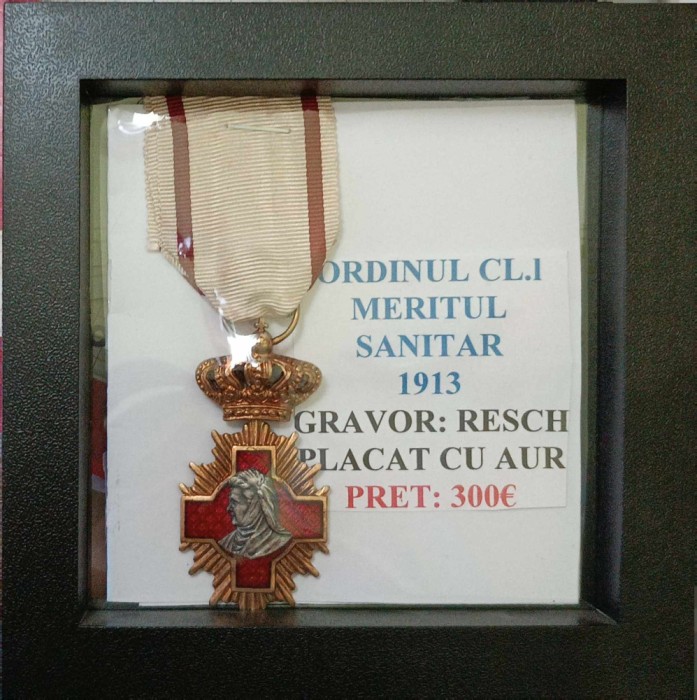 ORDINUL CL.l
MERITUL
SANITAR
1913
GRAVOR: RESCH
PLACAT CU AUR
PRET: 300€